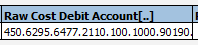 Raw Cost Debit Account[..]
450.6295.6477.2110.100.1000.90190.